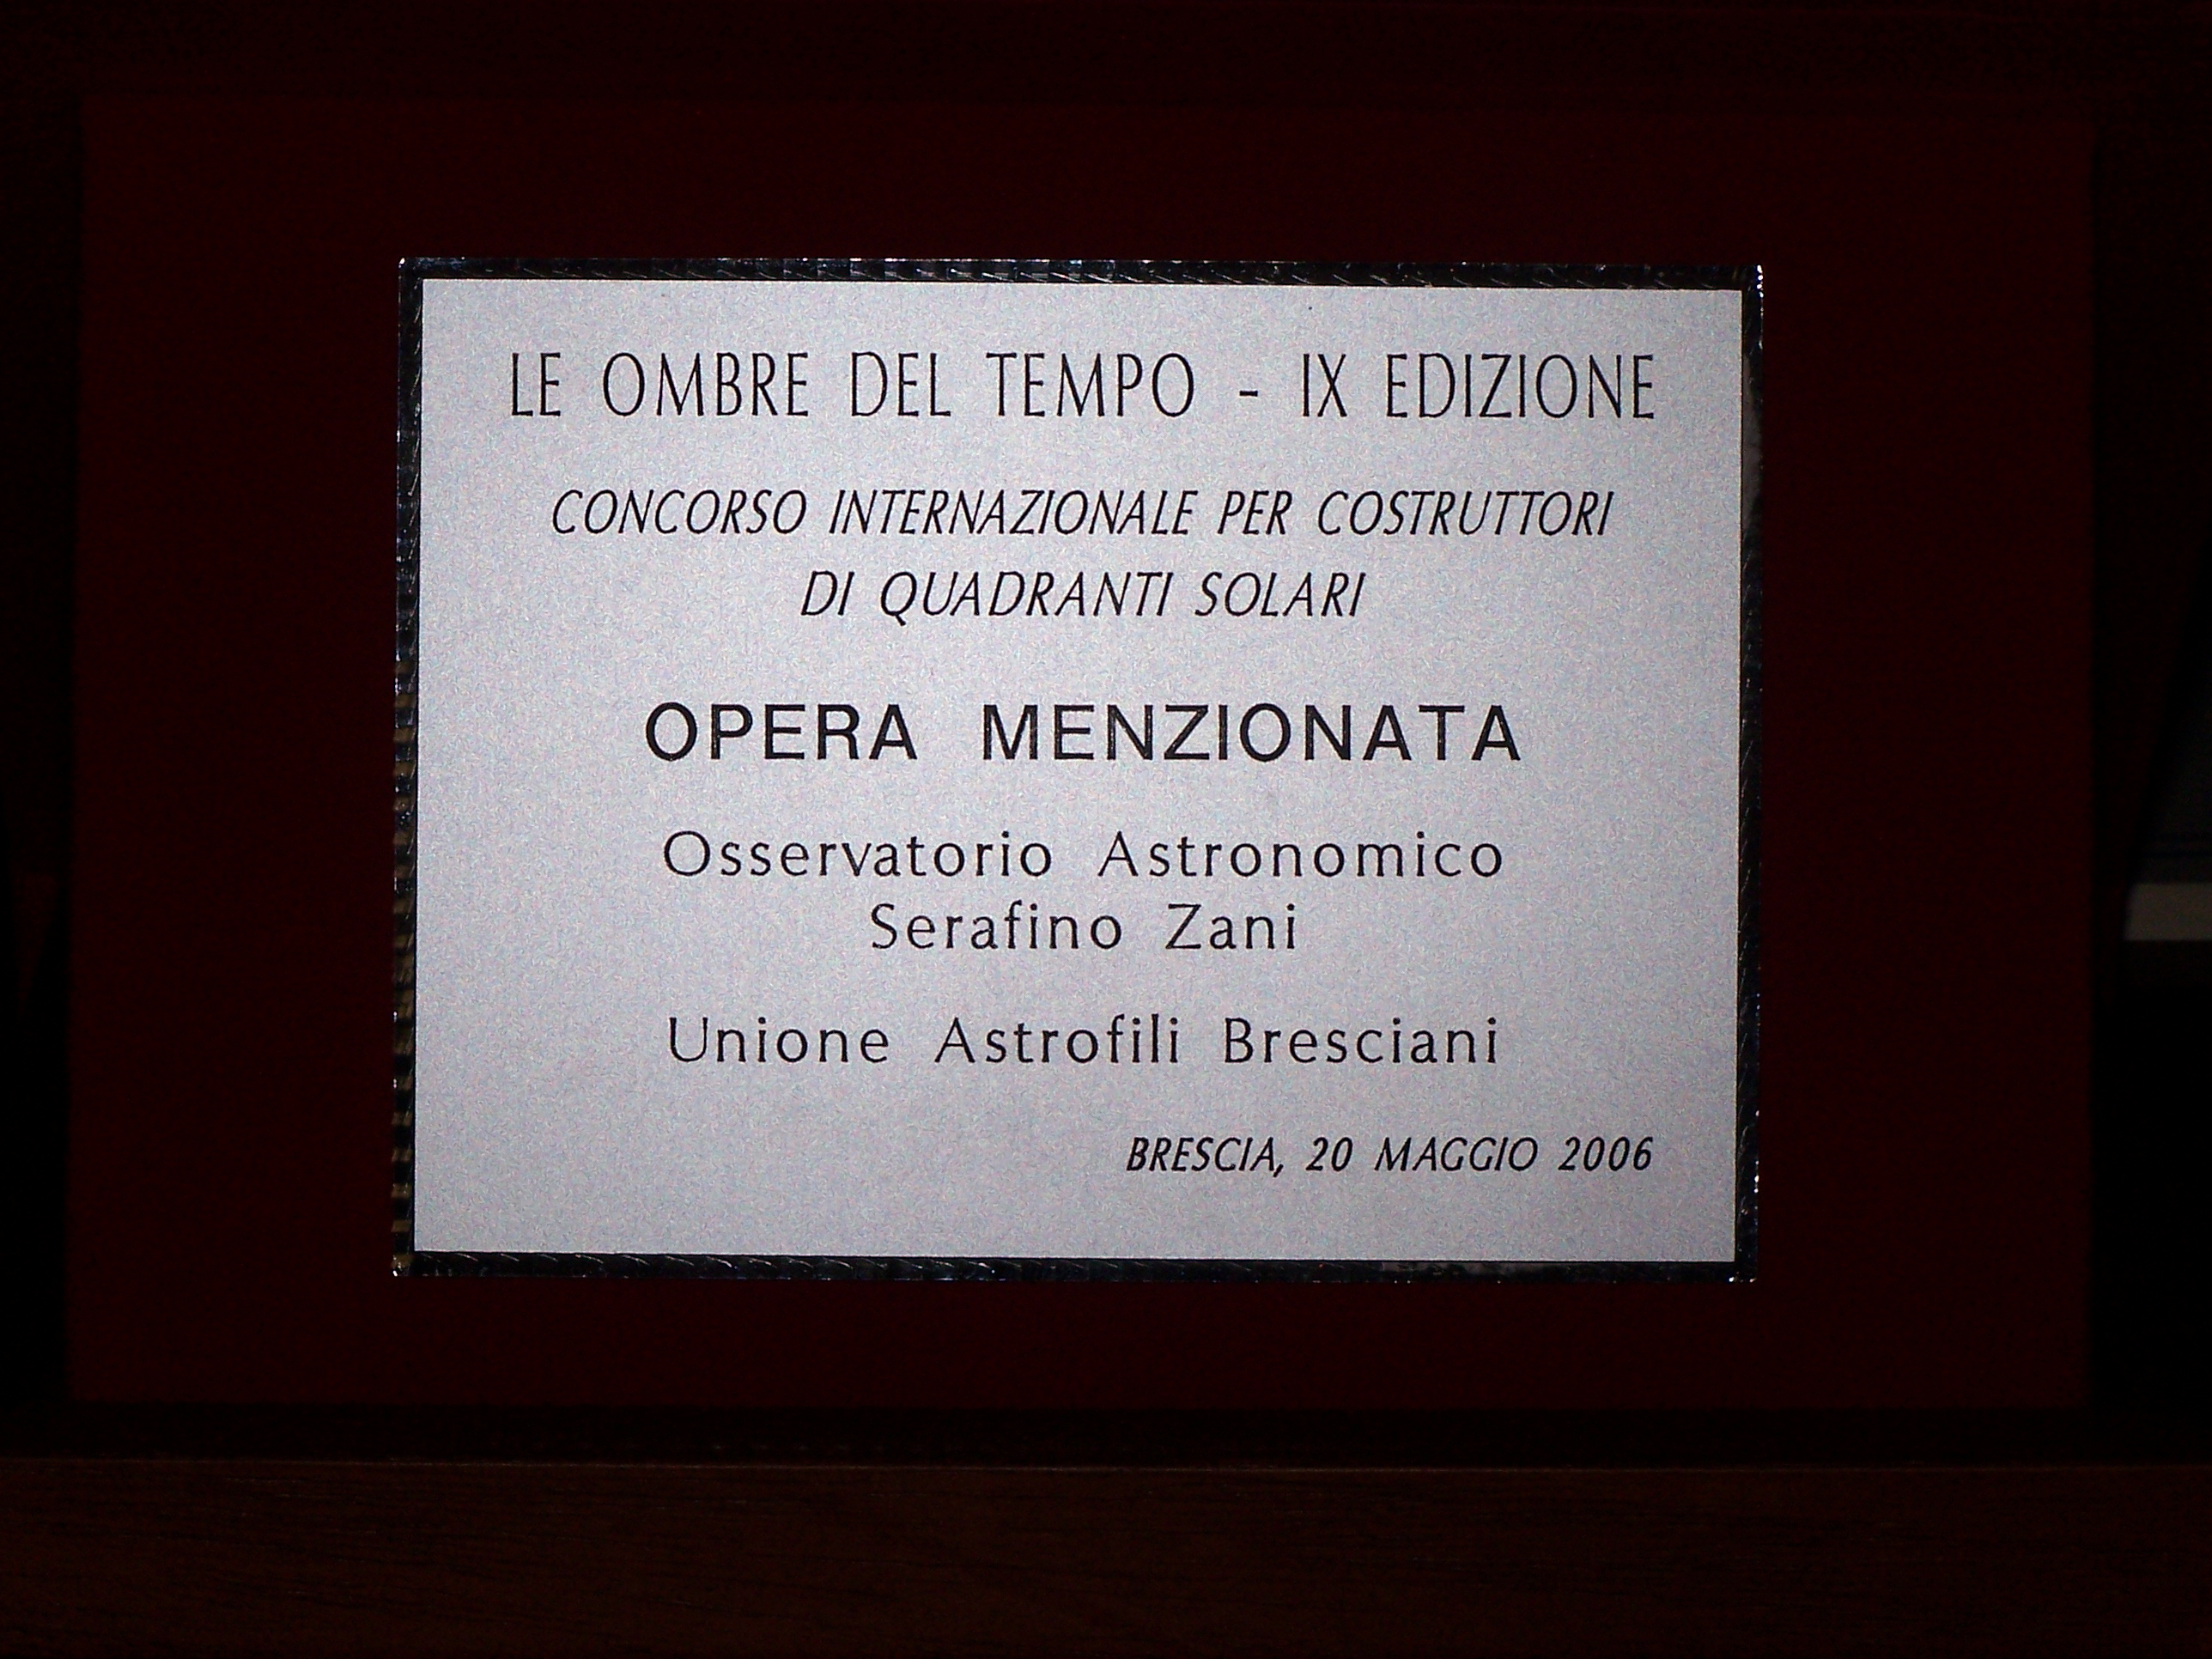 LE OMBRE DEL TEMPO - IX EDIZIONE
CONCORSO INTERNAZIONALE PER COSTRUTTORI
DI QUADRANTI SOLARI
OPERA MENZIONATA
Osservatorio Astronomico
Serafino Zani
Unione Astrofili Bresciani
BRESCIA, 20 MAGGIO 2006